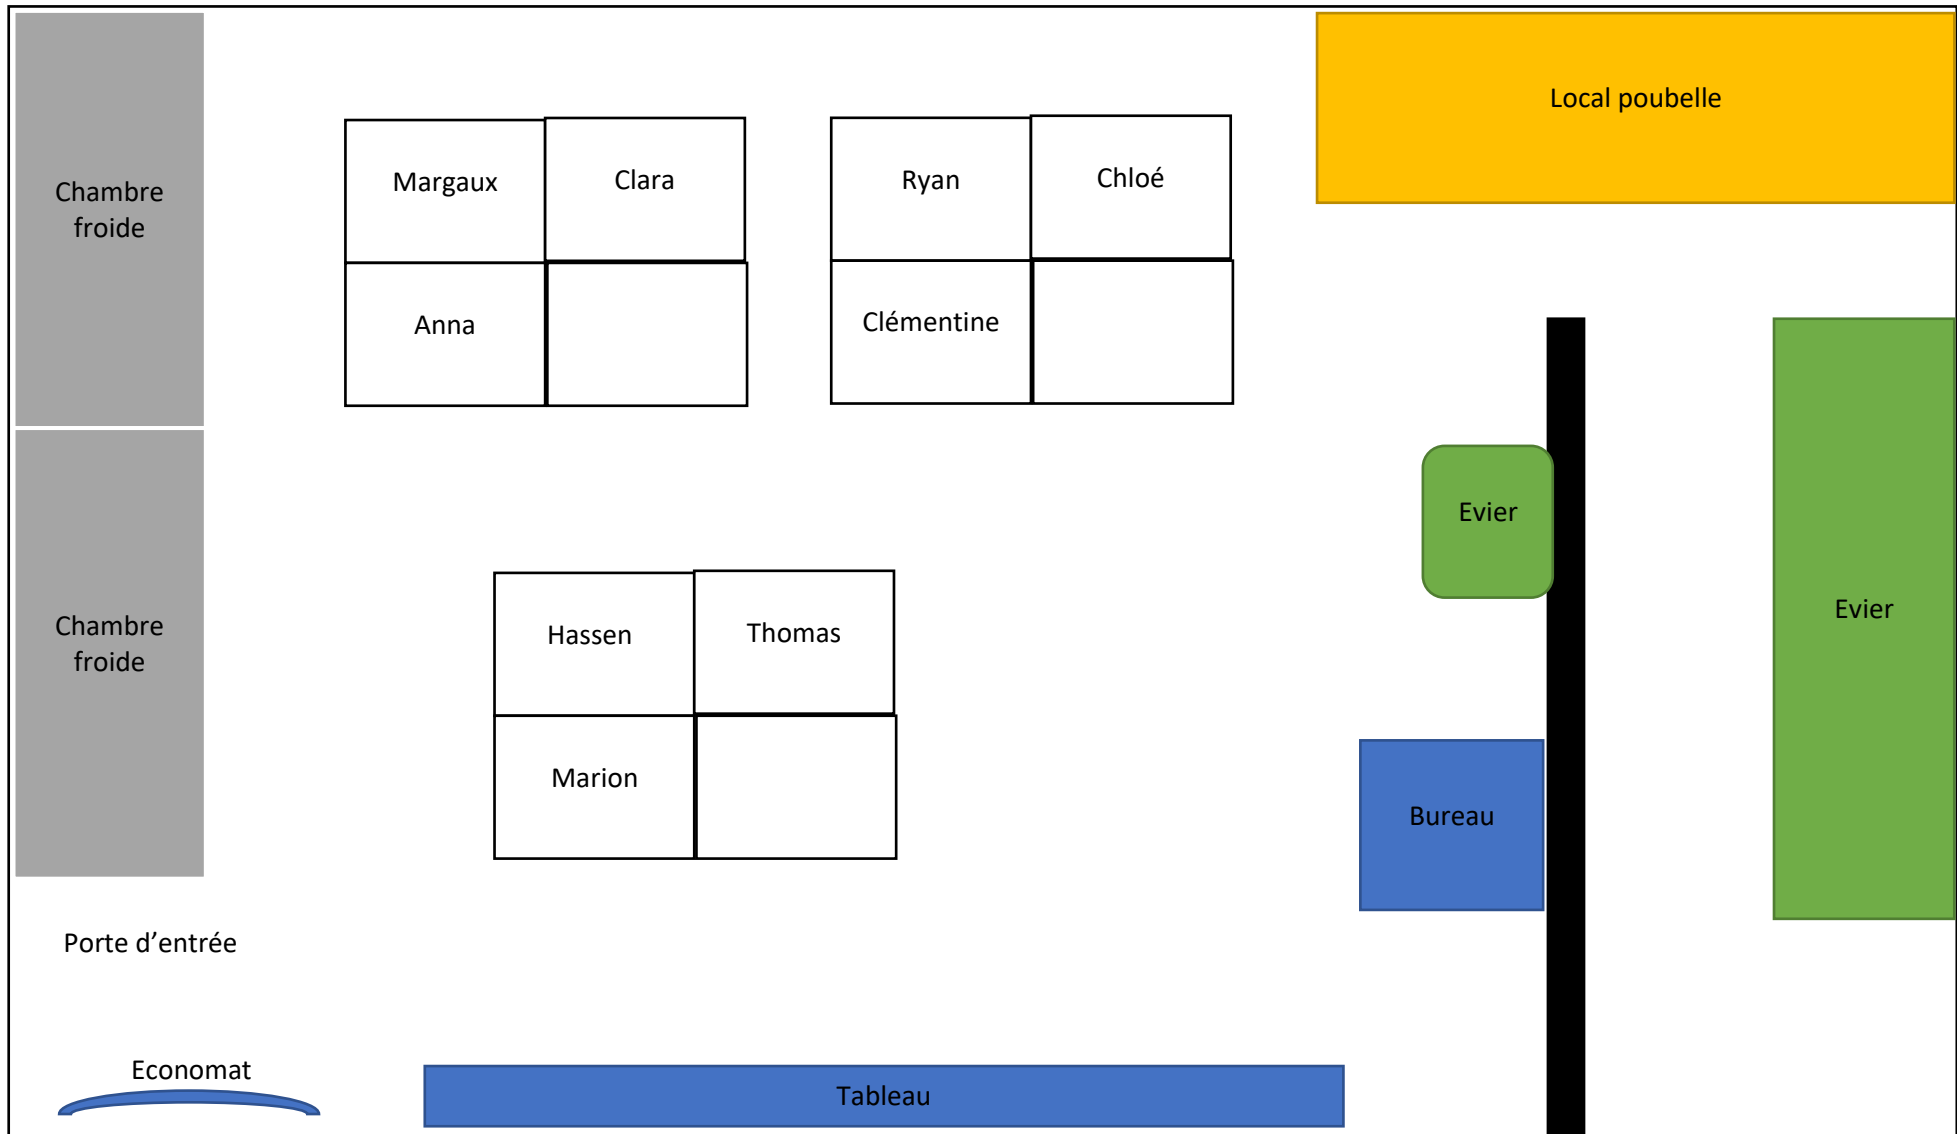 Local poubelle
Chambre
froide
Margaux
Clara
Ryan
Chloé
Anna
Clémentine
Evier
Evier
Chambre
froide
Hassen
Thomas
Marion
Bureau
Porte d’entrée
Economat
Tableau